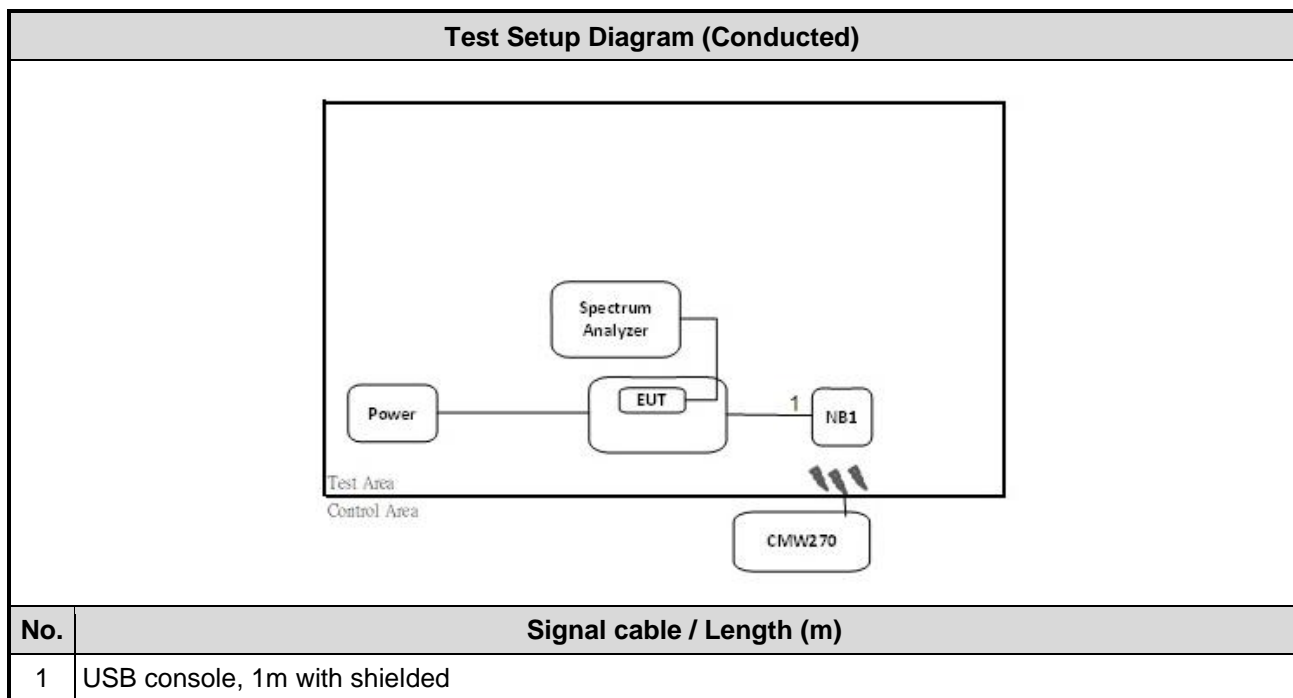 Test Setup Diagram (Conducted)
Spectrum
Analyzer
EUT
Power
1
NB1
Test Area
Control Area
CMW270
No. Signal cable / Length (m)
1 USB console, 1m with shielded